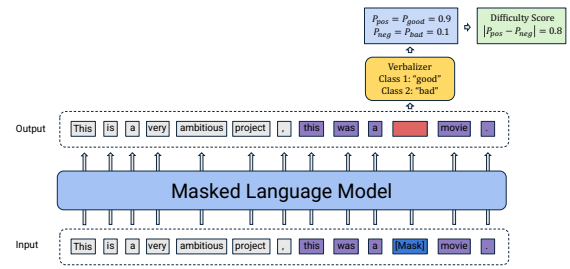 P_pos = P_good = 0.9
P_neg = P_bad = 0.1
Difficulty Score
|P_pos − P_neg| = 0.8
Verbalizer
Class 1: "good"
Class 2: "bad"
Output
This is a very ambitious project , this was a movie .
Masked Language Model
Input
This is a very ambitious project , this was a [Mask] movie .